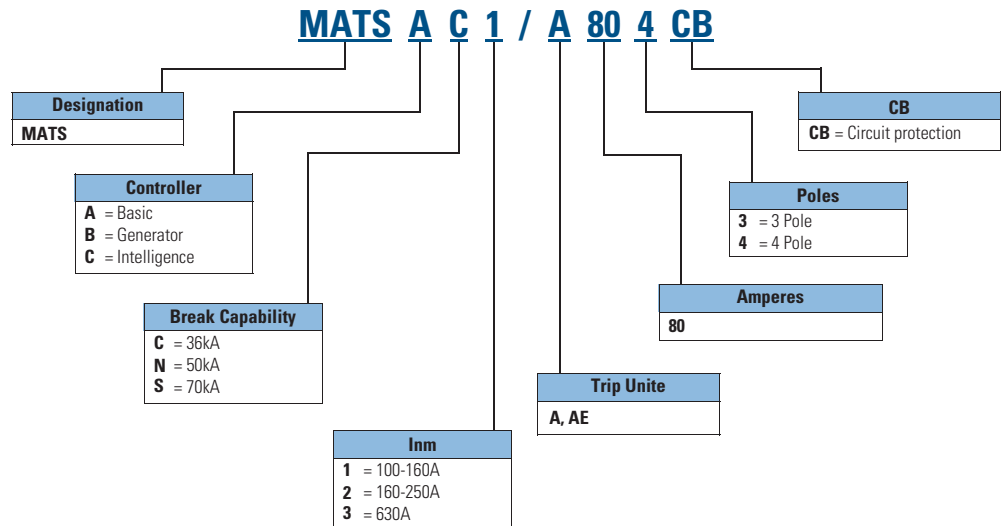 MATS A C 1 / A 80 4 CB
Designation
MATS
CB
CB = Circuit protection
Controller
A = Basic
B = Generator
C = Intelligence
Poles
3 = 3 Pole
4 = 4 Pole
Break Capability
C = 36kA
N = 50kA
S = 70kA
Amperes
80
Trip Unite
A, AE
Inm
1 = 100-160A
2 = 160-250A
3 = 630A